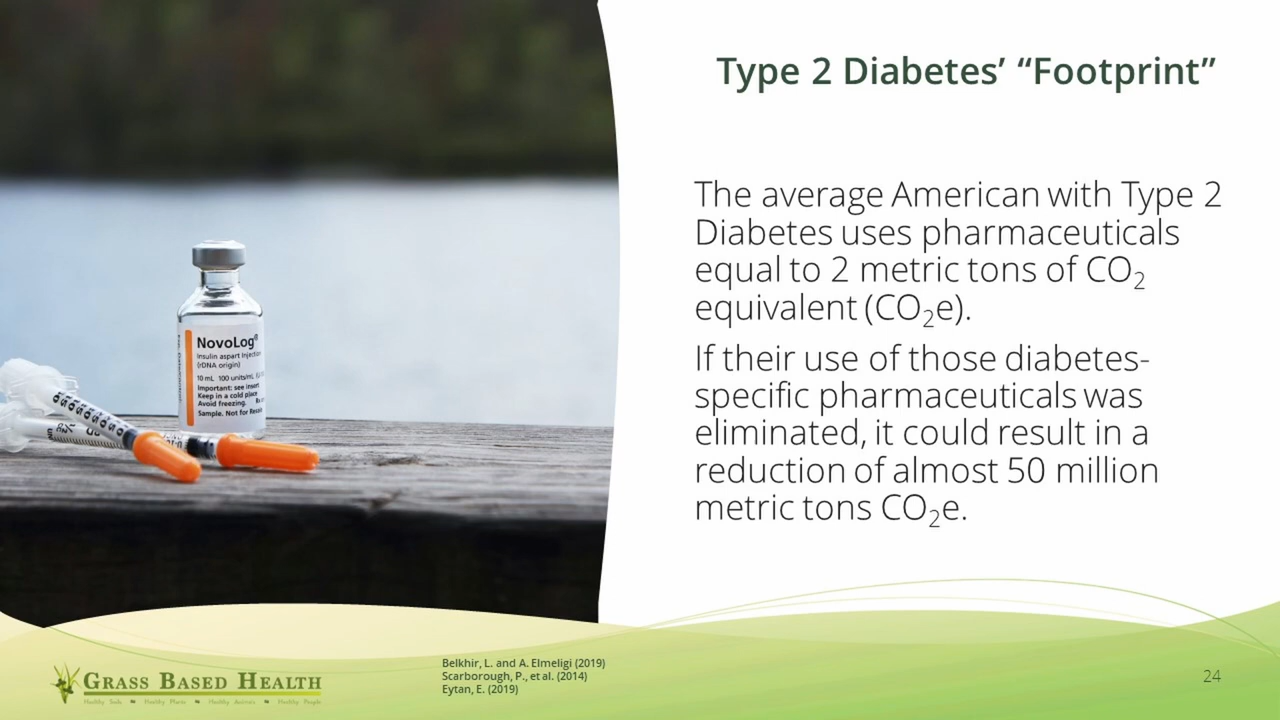 Type 2 Diabetes’ “Footprint”
The average American with Type 2
Diabetes uses pharmaceuticals
equal to 2 metric tons of CO₂
equivalent (CO₂e).
If their use of those diabetes-
specific pharmaceuticals was
eliminated, it could result in a
reduction of almost 50 million
metric tons CO₂e.
NovoLog®
Insulin aspart Injection
(rDNA origin)
10 mL 100 units/mL
Important: see insert
Keep in a cold place
Avoid freezing.
Sample. Not for
GRASS BASED HEALTH
Healthy Soils Healthy Plants Healthy Animals Healthy People
Belkhir, L. and A. Elmeligi (2019)
Scarborough, P., et al. (2014)
Eytan, E. (2019)
24